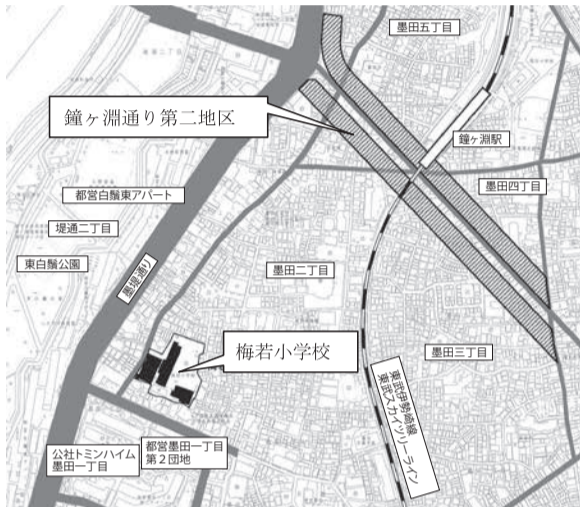 墨田五丁目
鐘ヶ淵通り第二地区
鐘ヶ淵駅
都営白鬚東アパート
墨田四丁目
堤通二丁目
東白鬚公園
墨堤通り
墨田二丁目
梅若小学校
墨田三丁目
東武伊勢崎線
東武スカイツリーライン
公社トミンハイム
墨田一丁目
都営墨田一丁目
第２団地